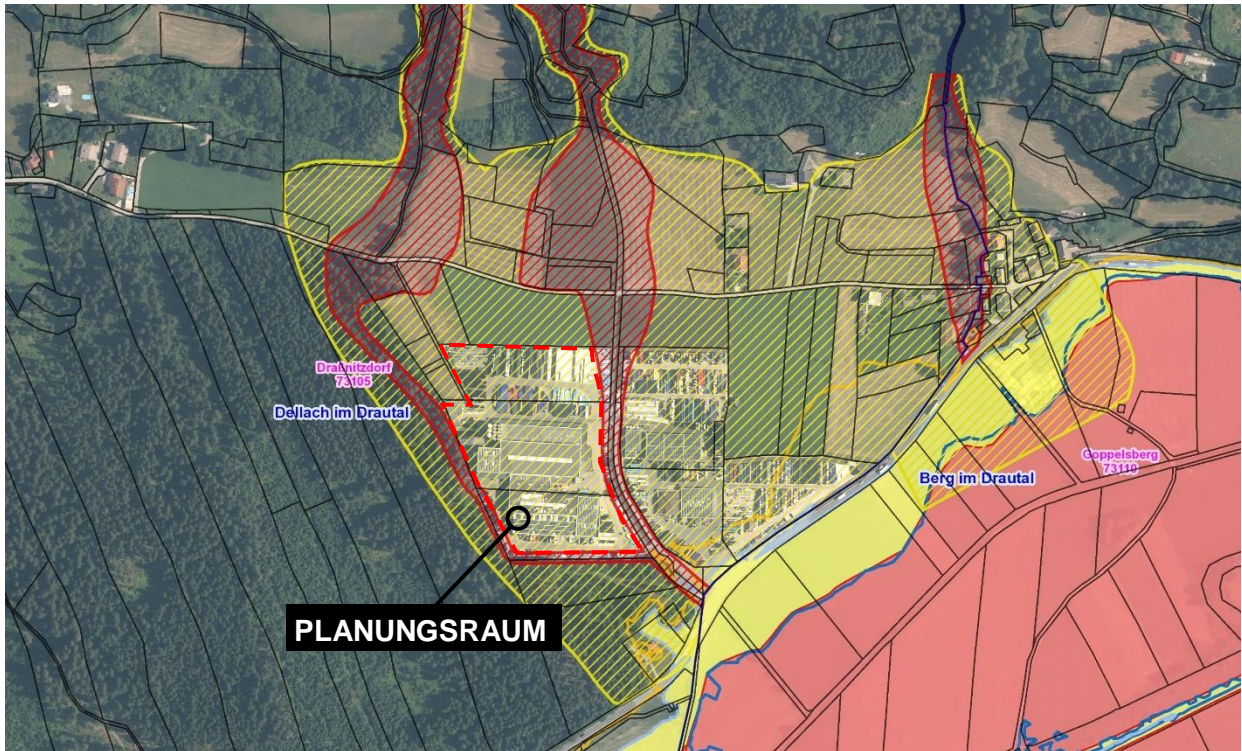 Draßnitzdorf
73105
Dellach im Drautal
Goppelsberg
73110
Berg im Drautal
PLANUNGSRAUM